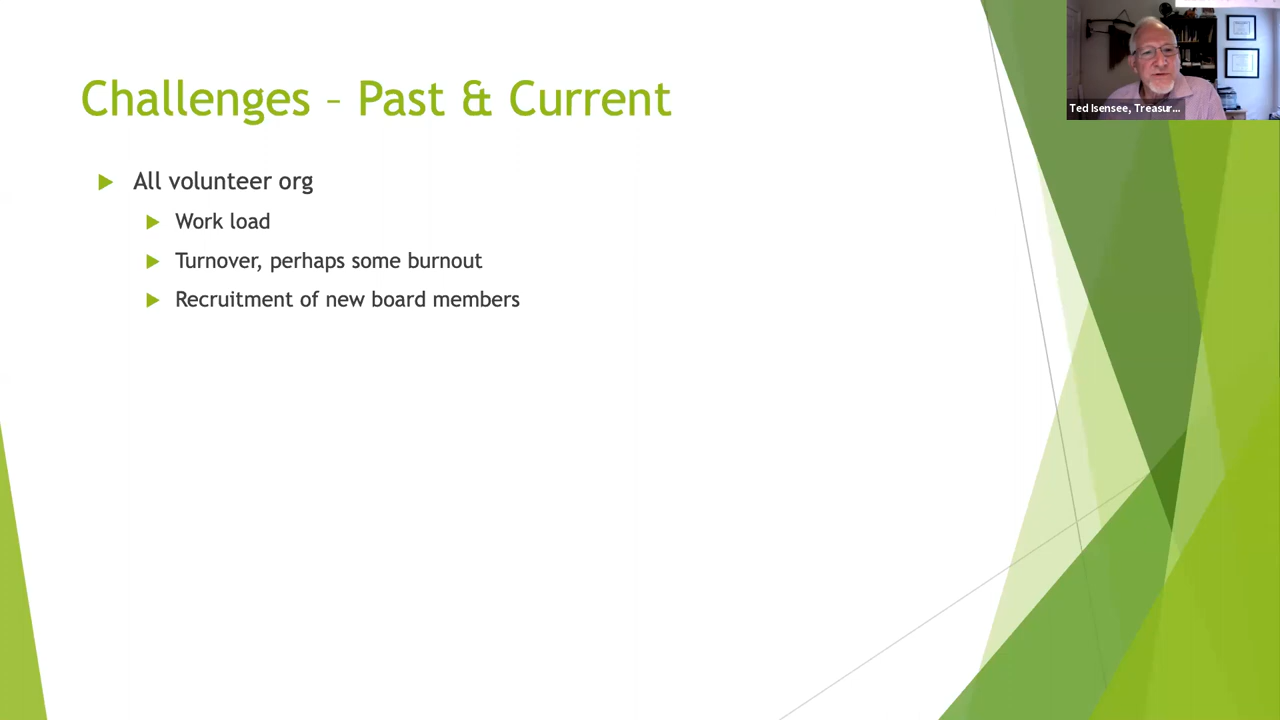 Challenges – Past & Current
All volunteer org
Work load
Turnover, perhaps some burnout
Recruitment of new board members
Ted Isensee, Treasur...